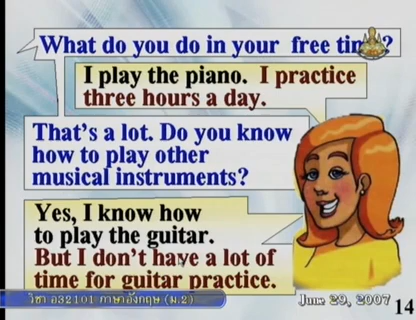 What do you do in your free time?
I play the piano. I practice
three hours a day.
That's a lot. Do you know
how to play other
musical instruments?
Yes, I know how
to play the guitar.
But I don't have a lot of
time for guitar practice.
วิชา อ32101 ภาษาอังกฤษ (ม.2)
June 29, 2007
14